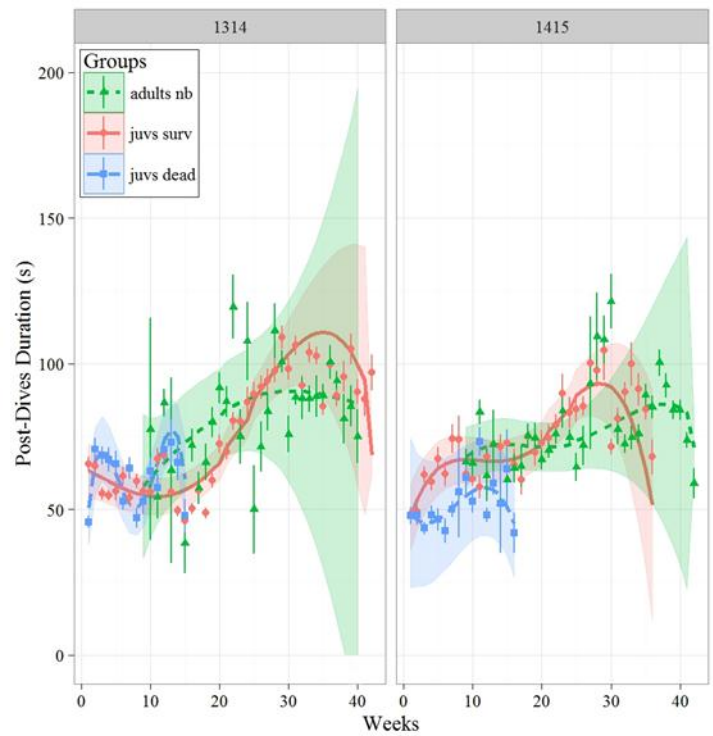 1314
1415
Groups
adults nb
juvs surv
juvs dead
Post-Dives Duration (s)
200
150
100
50
0
0 10 20 30 40
0 10 20 30 40
Weeks